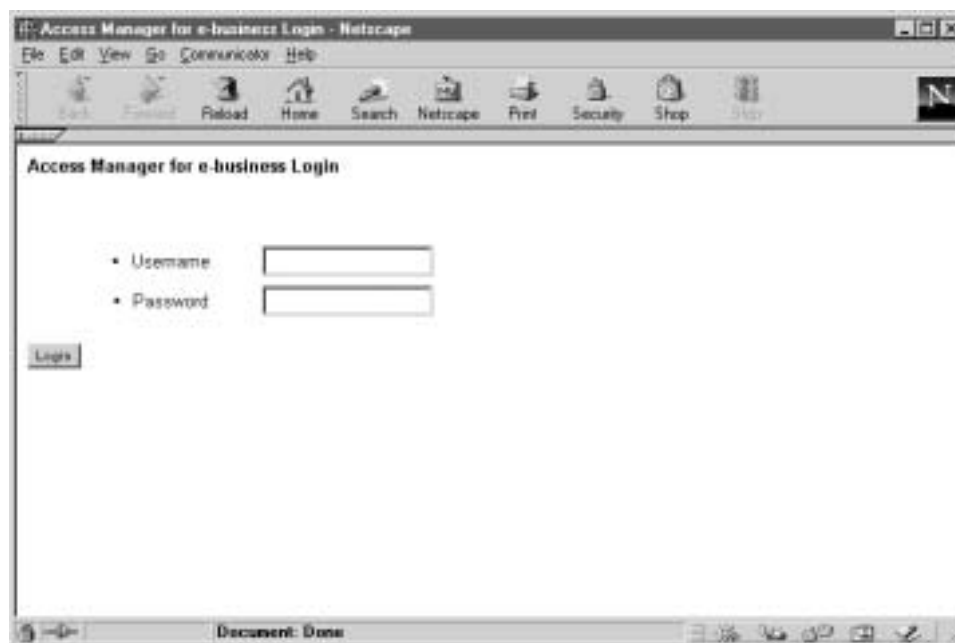 Access Manager for e-business Login - Netscape
File Edit View Go Communicator Help
Back Forward Reload Home Search Netscape Print Security Shop Stop
N
Access Manager for e-business Login
• Username
• Password
Login
Document: Done